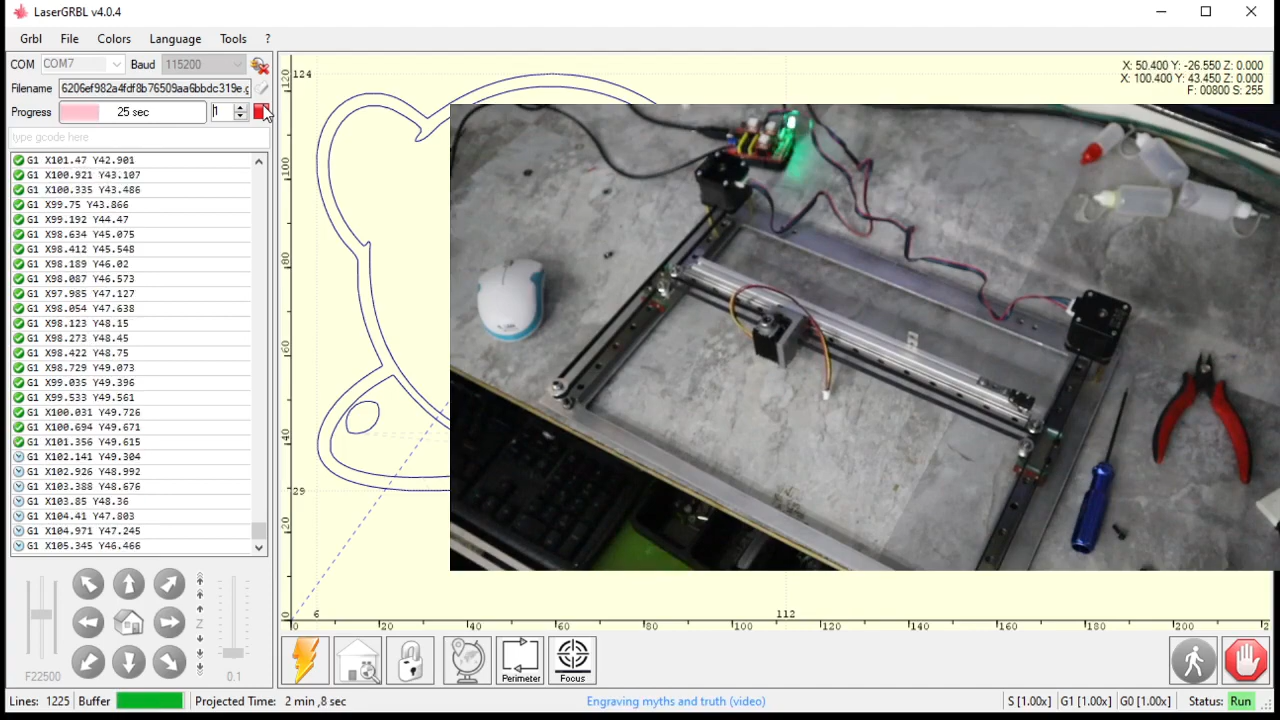 LaserGRBL v4.0.4
Grbl File Colors Language Tools ?
COM COM7 Baud 115200
Filename 6206ef982a4fdf8b76509aa6bbdc319e.g
Progress 25 sec 1
type gcode here
G1 X101.47 Y42.901
G1 X100.921 Y43.107
G1 X100.335 Y43.486
G1 X99.75 Y43.866
G1 X99.192 Y44.47
G1 X98.634 Y45.075
G1 X98.412 Y45.548
G1 X98.189 Y46.02
G1 X98.087 Y46.573
G1 X97.985 Y47.127
G1 X98.054 Y47.638
G1 X98.123 Y48.15
G1 X98.273 Y48.45
G1 X98.422 Y48.75
G1 X98.729 Y49.073
G1 X99.035 Y49.396
G1 X99.533 Y49.561
G1 X100.031 Y49.726
G1 X100.694 Y49.671
G1 X101.356 Y49.615
G1 X102.141 Y49.304
G1 X102.926 Y48.992
G1 X103.388 Y48.676
G1 X103.85 Y48.36
G1 X104.41 Y47.803
G1 X104.971 Y47.245
G1 X105.345 Y46.466
Z
F22500 0.1
X: 50.400 Y: -26.550 Z: 0.000
X: 100.400 Y: 43.450 Z: 0.000
F: 00800 S: 255
124
120
100
80
60
40
29
20
0
6 112
0 20 40 60 80 100 120 140 160 180 200 2
Perimeter Focus
Lines: 1225 Buffer Projected Time: 2 min ,8 sec Engraving myths and truth (video) S [1.00x] G1 [1.00x] G0 [1.00x] Status: Run